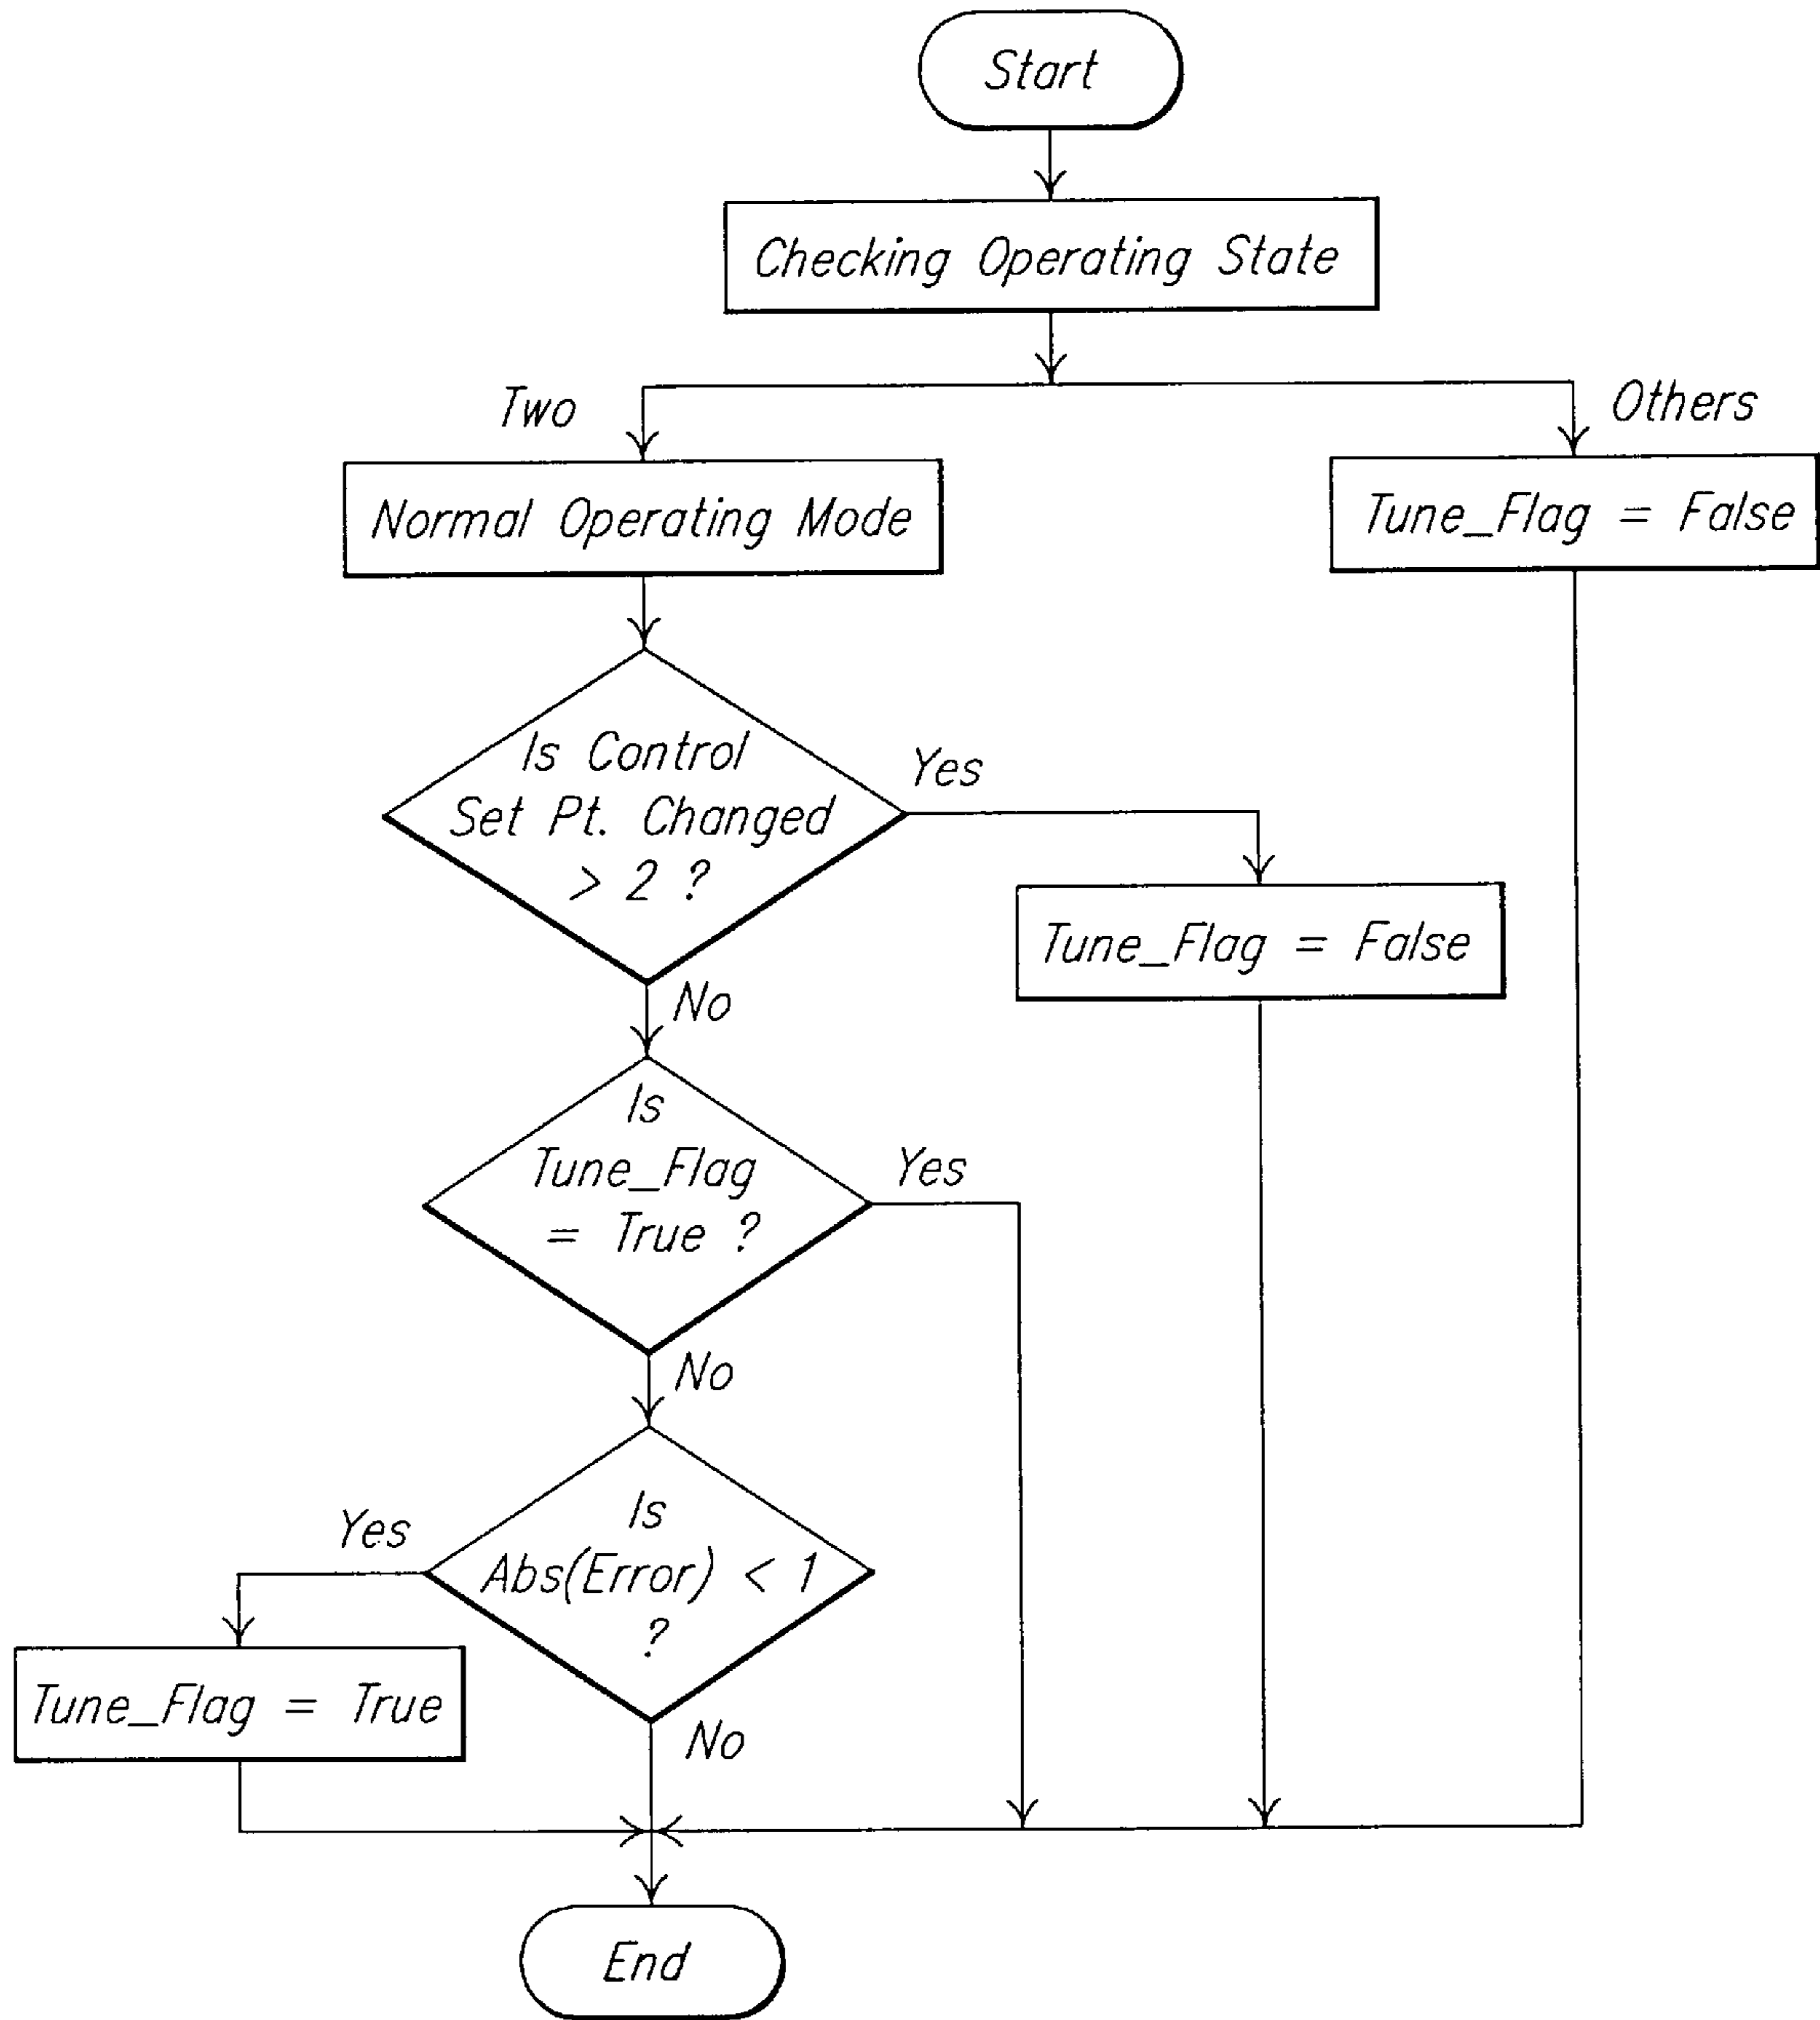 Start
Checking Operating State
Two
Others
Normal Operating Mode
Tune_Flag = False
Is Control
Set Pt. Changed
> 2 ?
Yes
Tune_Flag = False
No
Is
Tune_Flag
= True ?
Yes
No
Is
Abs(Error) < 1
?
Yes
Tune_Flag = True
No
End